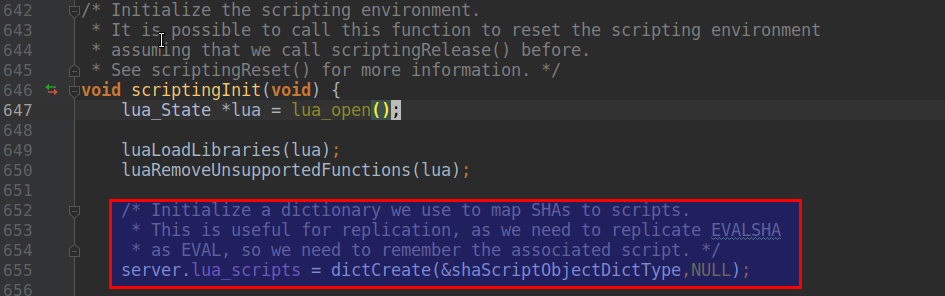 642 /* Initialize the scripting environment.
643  * It is possible to call this function to reset the scripting environment
644  * assuming that we call scriptingRelease() before.
645  * See scriptingReset() for more information. */
646 void scriptingInit(void) {
647     lua_State *lua = lua_open();
648
649     luaLoadLibraries(lua);
650     luaRemoveUnsupportedFunctions(lua);
651
652     /* Initialize a dictionary we use to map SHAs to scripts.
653      * This is useful for replication, as we need to replicate EVALSHA
654      * as EVAL, so we need to remember the associated script. */
655     server.lua_scripts = dictCreate(&shaScriptObjectDictType,NULL);
656